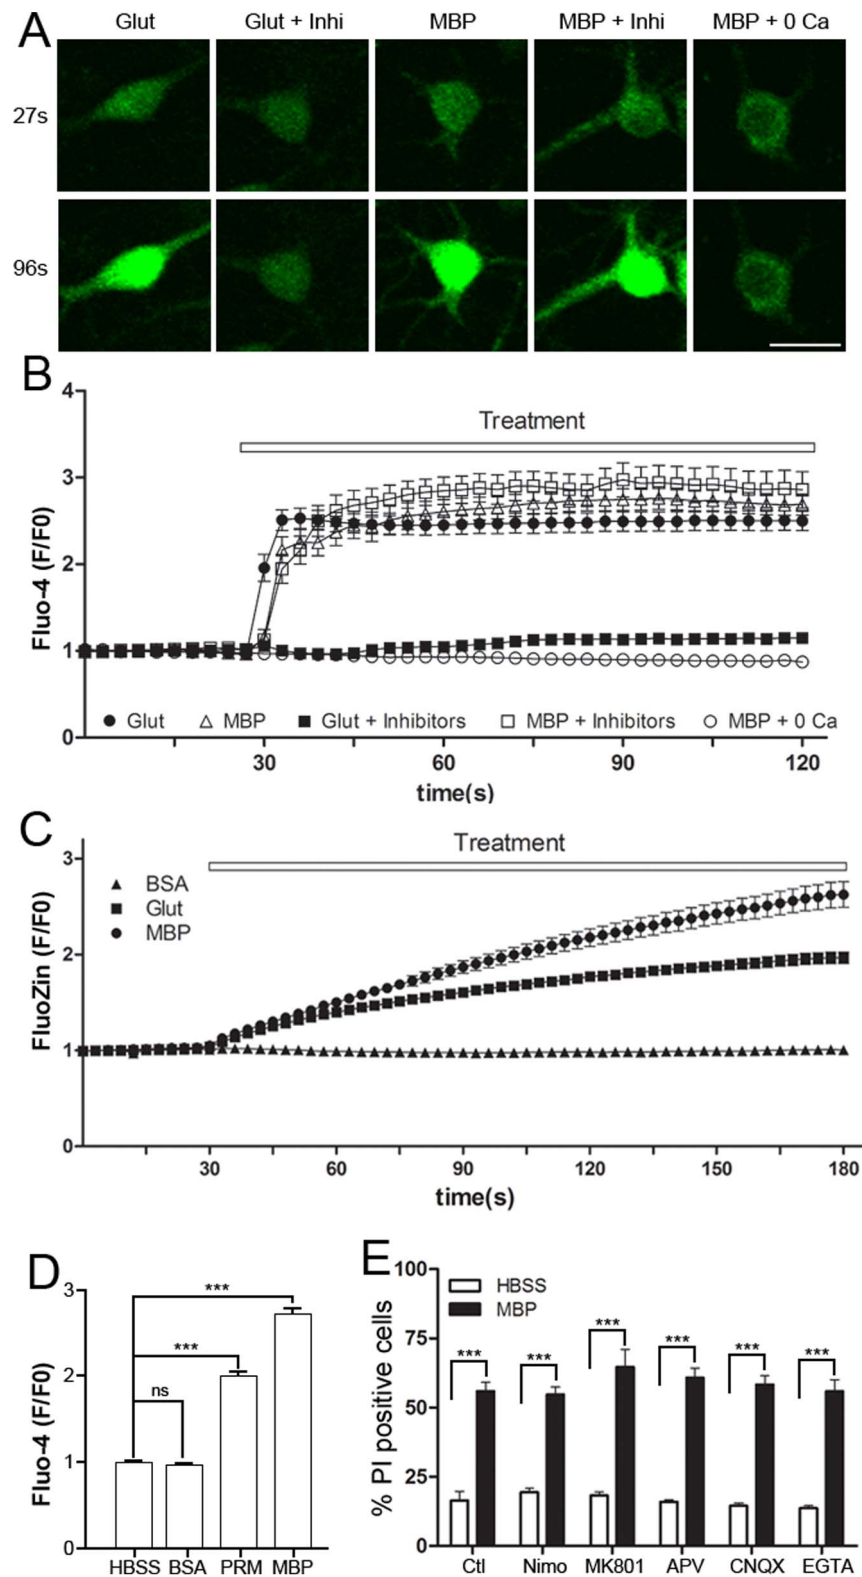 A
Glut Glut + Inhi MBP MBP + Inhi MBP + 0 Ca
27s
96s
B
4
Treatment
3
2
1
0
Fluo-4 (F/F0)
Glut MBP Glut + Inhibitors MBP + Inhibitors MBP + 0 Ca
30 60 90 120
time(s)
C
Treatment
3
BSA
Glut
MBP
2
1
0
FluoZin (F/F0)
30 60 90 120 150 180
time(s)
D
3
***
***
2
ns
1
0
Fluo-4 (F/F0)
HBSS BSA PRM MBP
E
100
HBSS
MBP
75
*** *** *** *** *** ***
50
25
0
% PI positive cells
Ctl Nimo MK801 APV CNQX EGTA